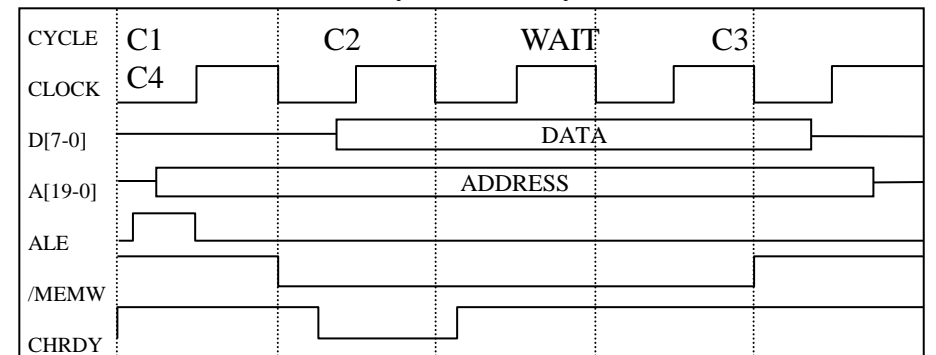 CYCLE C1 C2 WAIT C3
CLOCK C4
D[7-0] DATA
A[19-0] ADDRESS
ALE
/MEMW
CHRDY